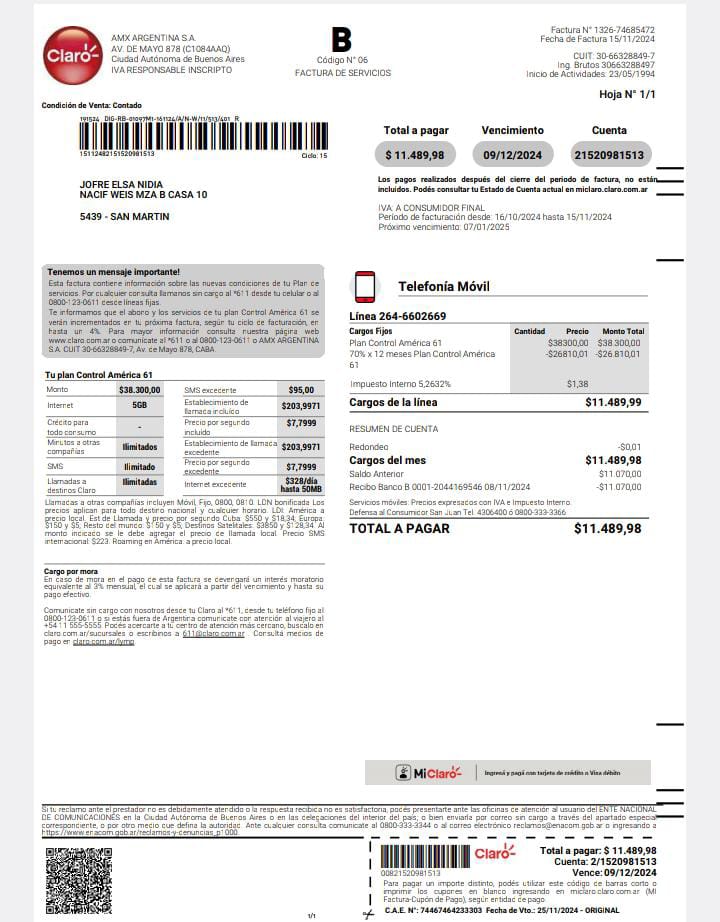 Claro
AMX ARGENTINA S.A.
AV. DE MAYO 878 (C1084AAQ)
Ciudad Autónoma de Buenos Aires
IVA RESPONSABLE INSCRIPTO
B
Código N° 06
FACTURA DE SERVICIOS
Factura N° 1326-74685472
Fecha de Factura 15/11/2024
CUIT: 30-66328849-7
Ing. Brutos 30663288497
Inicio de Actividades: 23/05/1994
Hoja N° 1/1
Condición de Venta: Contado
Ciclo: 15
JOFRE ELSA NIDIA
NACIF WEIS MZA B CASA 10
5439 - SAN MARTIN
Total a pagar
$ 11.489,98
Vencimiento
09/12/2024
Cuenta
21520981513
Los pagos realizados después del cierre del periodo de factura, no están
incluidos. Podés consultar tu Estado de Cuenta actual en miclaro.claro.com.ar
IVA: A CONSUMIDOR FINAL
Período de facturación desde: 16/10/2024 hasta 15/11/2024
Próximo vencimiento: 07/01/2025
Tenemos un mensaje importante!
Esta factura contiene información sobre las nuevas condiciones de tu Plan de
servicios. Por cualquier consulta llamanos sin cargo al *611 desde tu celular o al
0800-123-0611 desde líneas fijas.
Te informamos que el abono y los servicios de tu plan Control América 61 se
verán incrementados en tu próxima factura, según tu ciclo de facturación, en
hasta un 4%. Para mayor información consulta nuestra página web
www.claro.com.ar o comunícate al *611 o al 0800-123-0611 o AMX ARGENTINA
S.A. CUIT 30-66328849-7, Av. de Mayo 878, CABA.
Tu plan Control América 61
Monto $38.300,00 SMS excedente $95,00
Internet 5GB Establecimiento de llamada incluído $203,9971
Crédito para todo consumo - Precio por segundo incluído $7,7999
Minutos a otras compañías Ilimitados Establecimiento de llamada excedente $203,9971
SMS Ilimitado Precio por segundo excedente $7,7999
Llamadas a destinos Claro Ilimitadas Internet excedente $328/día hasta 50MB
Llamadas a otras compañías incluyen Móvil, Fijo, 0800, 0810. LDN bonificada Los
precios aplican para todo destino nacional y cualquier horario. LDI: América a
precio local. Est de Llamada y precio por segundo Cuba: $550 y $18,34; Europa:
$150 y $5; Resto del mundo: $150 y $5; Destinos Satelitales: $3850 y $128,34. Al
monto indicado se le debe agregar el precio de llamada local. Precio SMS
internacional: $223. Roaming en América: a precio local.
Cargo por mora
En caso de mora en el pago de esta factura se devengará un interés moratorio
equivalente al 3% mensual, el cual se aplicará a partir del vencimiento y hasta su
pago efectivo.
Comunicate sin cargo con nosotros desde tu Claro al *611, desde tu teléfono fijo al
0800-123-0611 o si estás fuera de Argentina comunicate con atención al viajero al
+54 11 555-5555. Podés acercarte a tu centro de atención más cercano, buscalo en
claro.com.ar/sucursales o escribinos a 611@claro.com.ar . Consultá medios de
pago en claro.com.ar/lymp
Telefonía Móvil
Línea 264-6602669
Cargos Fijos Cantidad Precio Monto Total
Plan Control América 61 $38300,00 $38.300,00
70% x 12 meses Plan Control América -$26810,01 -$26.810,01
61
Impuesto Interno 5,2632% $1,38
Cargos de la línea $11.489,99
RESUMEN DE CUENTA
Redondeo -$0,01
Cargos del mes $11.489,98
Saldo Anterior $11.070,00
Recibo Banco B 0001-2044169546 08/11/2024 -$11.070,00
Servicios móviles: Precios expresados con IVA e Impuesto Interno.
Defensa al Consumidor San Juan Tel. 4306400 ó 0800-333-3366
TOTAL A PAGAR $11.489,98
Mi Claro
Ingresá y pagá con tarjeta de crédito o Visa débito
Si tu reclamo ante el prestador no es debidamente atendido o la respuesta recibida no es satisfactoria, podés presentarte ante las oficinas de atención al usuario del ENTE NACIONAL
DE COMUNICACIONES en la Ciudad Autónoma de Buenos Aires o en las delegaciones del interior del país; o bien enviarla por correo sin cargo a través del apartado especial
correspondiente, o por otro medio que defina la autoridad. Ante cualquier consulta comunicate al 0800-333-3344 o al correo electrónico reclamos@enacom.gob.ar o ingresando a
1/1
00821520981513
Claro
Total a pagar: $ 11.489,98
Cuenta: 2/1520981513
Vence: 09/12/2024
Para pagar un importe distinto, podés utilizar este código de barras corto o
imprimir los cupones en blanco ingresando en miclaro.claro.com.ar (Mi
Factura-Cupón de Pago), según entidad de pago.
C.A.E. N°: 74467464233303 Fecha de Vto.: 25/11/2024 - ORIGINAL